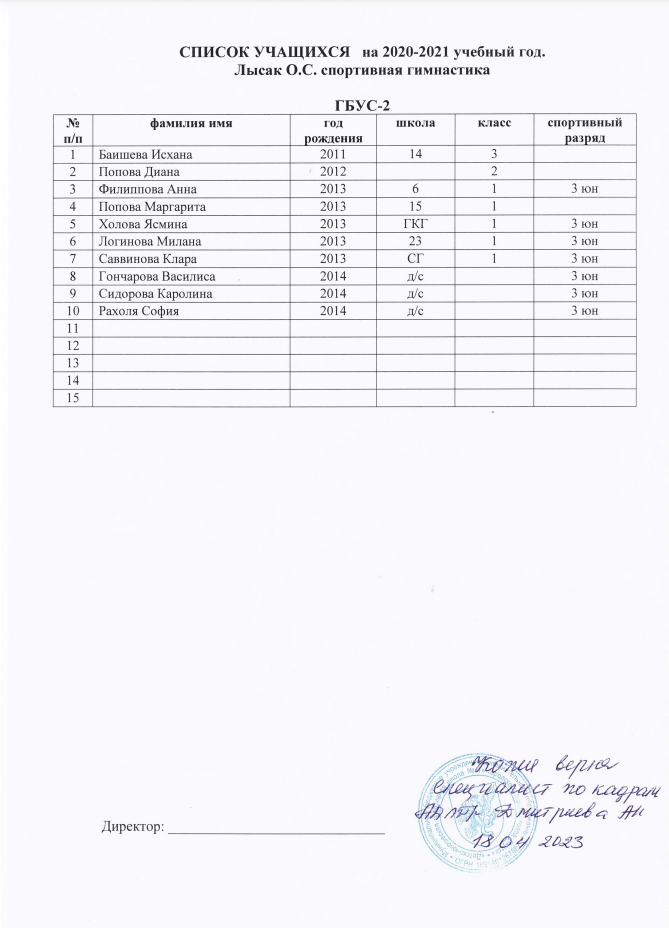 СПИСОК УЧАЩИХСЯ на 2020-2021 учебный год.
Лысак О.С. спортивная гимнастика
ГБУС-2
№ п/п фамилия имя год рождения школа класс спортивный разряд
1 Баишева Исхана 2011 14 3
2 Попова Диана 2012 2
3 Филиппова Анна 2013 6 1 3 юн
4 Попова Маргарита 2013 15 1
5 Холова Ясмина 2013 ГКГ 1 3 юн
6 Логинова Милана 2013 23 1 3 юн
7 Саввинова Клара 2013 СГ 1 3 юн
8 Гончарова Василиса 2014 д/с 3 юн
9 Сидорова Каролина 2014 д/с 3 юн
10 Рахоля София 2014 д/с 3 юн
11
12
13
14
15
Копия верна
Специалист по кадрам
Дмитриева Ан
Директор:
18 04 2023